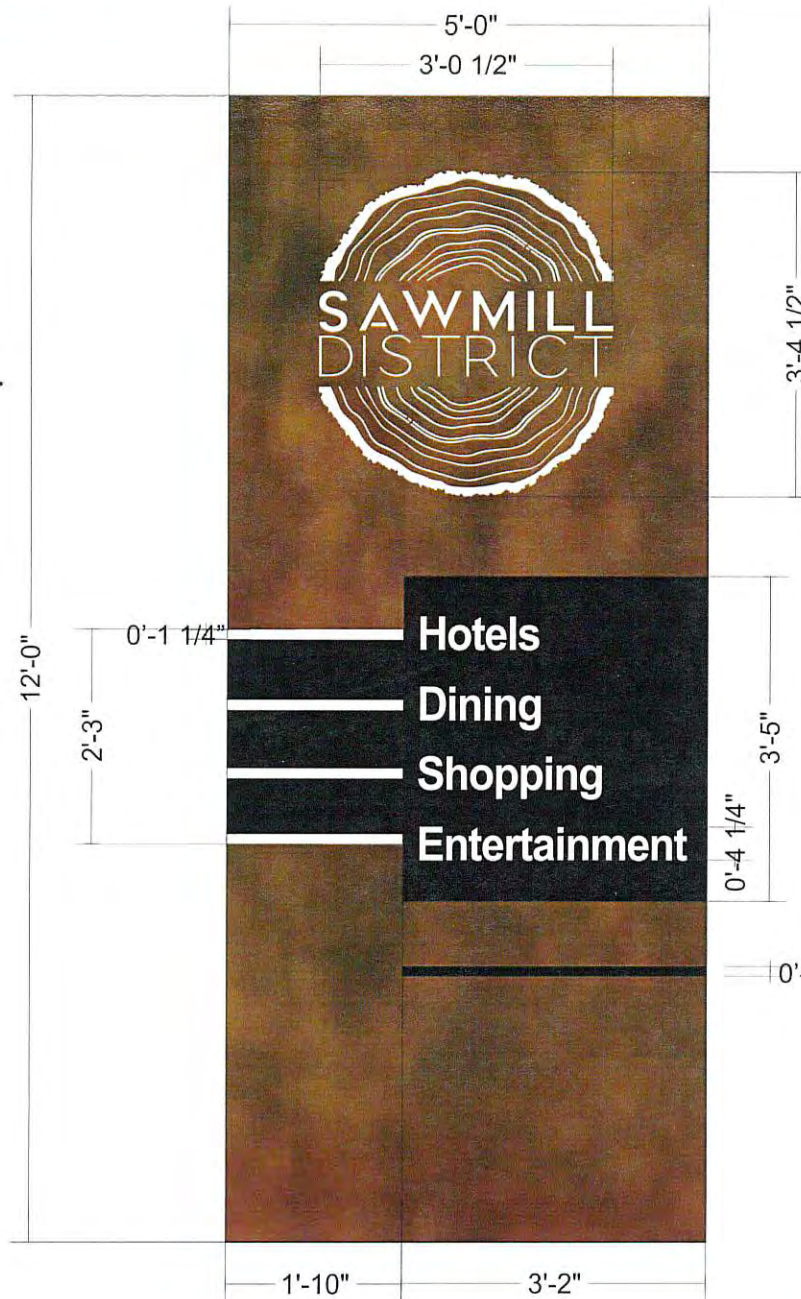 5'-0"
3'-0 1/2"
SAWMILL
DISTRICT
3'-4 1/2"
12'-0"
0'-1 1/4"
2'-3"
Hotels
Dining
Shopping
Entertainment
3'-5"
0'-4 1/4"
0'-
1'-10"
3'-2"